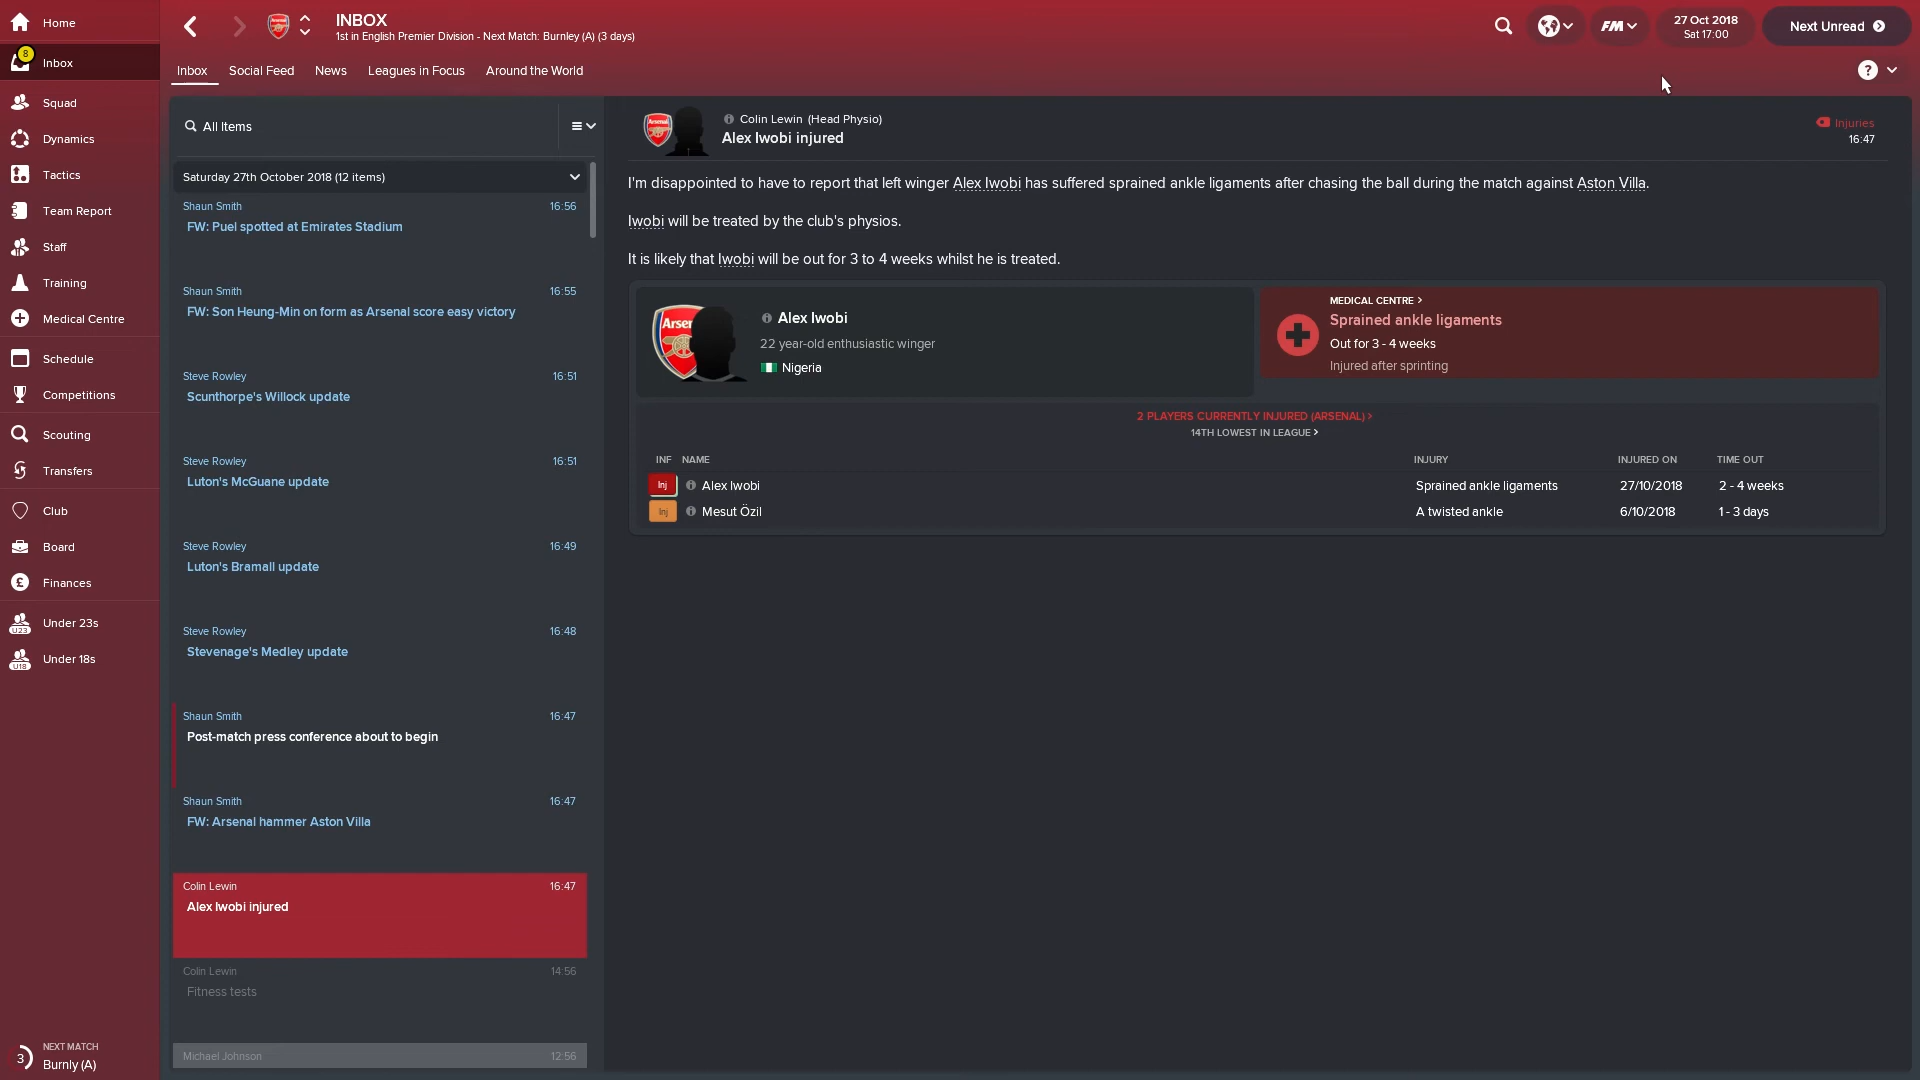 Home
8
Inbox
Squad
Dynamics
Tactics
Team Report
Staff
Training
Medical Centre
Schedule
Competitions
Scouting
Transfers
Club
Board
Finances
U23
Under 23s
U18
Under 18s
3
NEXT MATCH
Burnly (A)
INBOX
1st in English Premier Division - Next Match: Burnley (A) (3 days)
FM
27 Oct 2018
Sat 17:00
Next Unread
Inbox Social Feed News Leagues in Focus Around the World
?
All Items
Saturday 27th October 2018 (12 items)
Shaun Smith 16:56
FW: Puel spotted at Emirates Stadium
Shaun Smith 16:55
FW: Son Heung-Min on form as Arsenal score easy victory
Steve Rowley 16:51
Scunthorpe's Willock update
Steve Rowley 16:51
Luton's McGuane update
Steve Rowley 16:49
Luton's Bramall update
Steve Rowley 16:48
Stevenage's Medley update
Shaun Smith 16:47
Post-match press conference about to begin
Shaun Smith 16:47
FW: Arsenal hammer Aston Villa
Colin Lewin 16:47
Alex Iwobi injured
Colin Lewin 14:56
Fitness tests
Michael Johnson 12:56
Arsenal
Colin Lewin (Head Physio)
Alex Iwobi injured
Injuries
16:47
I'm disappointed to have to report that left winger Alex Iwobi has suffered sprained ankle ligaments after chasing the ball during the match against Aston Villa.
Iwobi will be treated by the club's physios.
It is likely that Iwobi will be out for 3 to 4 weeks whilst he is treated.
Arsen
Alex Iwobi
22 year-old enthusiastic winger
Nigeria
MEDICAL CENTRE >
Sprained ankle ligaments
Out for 3 - 4 weeks
Injured after sprinting
2 PLAYERS CURRENTLY INJURED (ARSENAL) >
14TH LOWEST IN LEAGUE >
INF NAME INJURY INJURED ON TIME OUT
Inj Alex Iwobi Sprained ankle ligaments 27/10/2018 2 - 4 weeks
Inj Mesut Özil A twisted ankle 6/10/2018 1 - 3 days